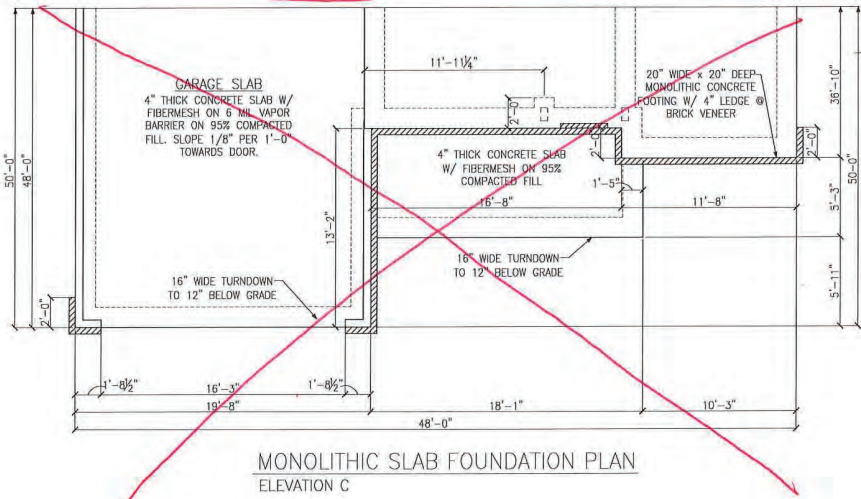 11'-11¼"
GARAGE SLAB
4" THICK CONCRETE SLAB W/
FIBERMESH ON 6 MIL VAPOR
BARRIER ON 95% COMPACTED
FILL. SLOPE 1/8" PER 1'-0"
TOWARDS DOOR.
20" WIDE x 20" DEEP
MONOLITHIC CONCRETE
FOOTING W/ 4" LEDGE @
BRICK VENEER
38'-10"
2'-0"
2'-0"
2'-0"
4" THICK CONCRETE SLAB
W/ FIBERMESH ON 95%
COMPACTED FILL
1'-5"
16'-8"
11'-8"
50'-0"
48'-0"
13'-2"
5'-3"
50'-0"
16" WIDE TURNDOWN
TO 12" BELOW GRADE
16" WIDE TURNDOWN
TO 12" BELOW GRADE
5'-11"
2'-0"
1'-8½"
16'-3"
1'-8½"
19'-8"
18'-1"
10'-3"
48'-0"
MONOLITHIC SLAB FOUNDATION PLAN
ELEVATION C